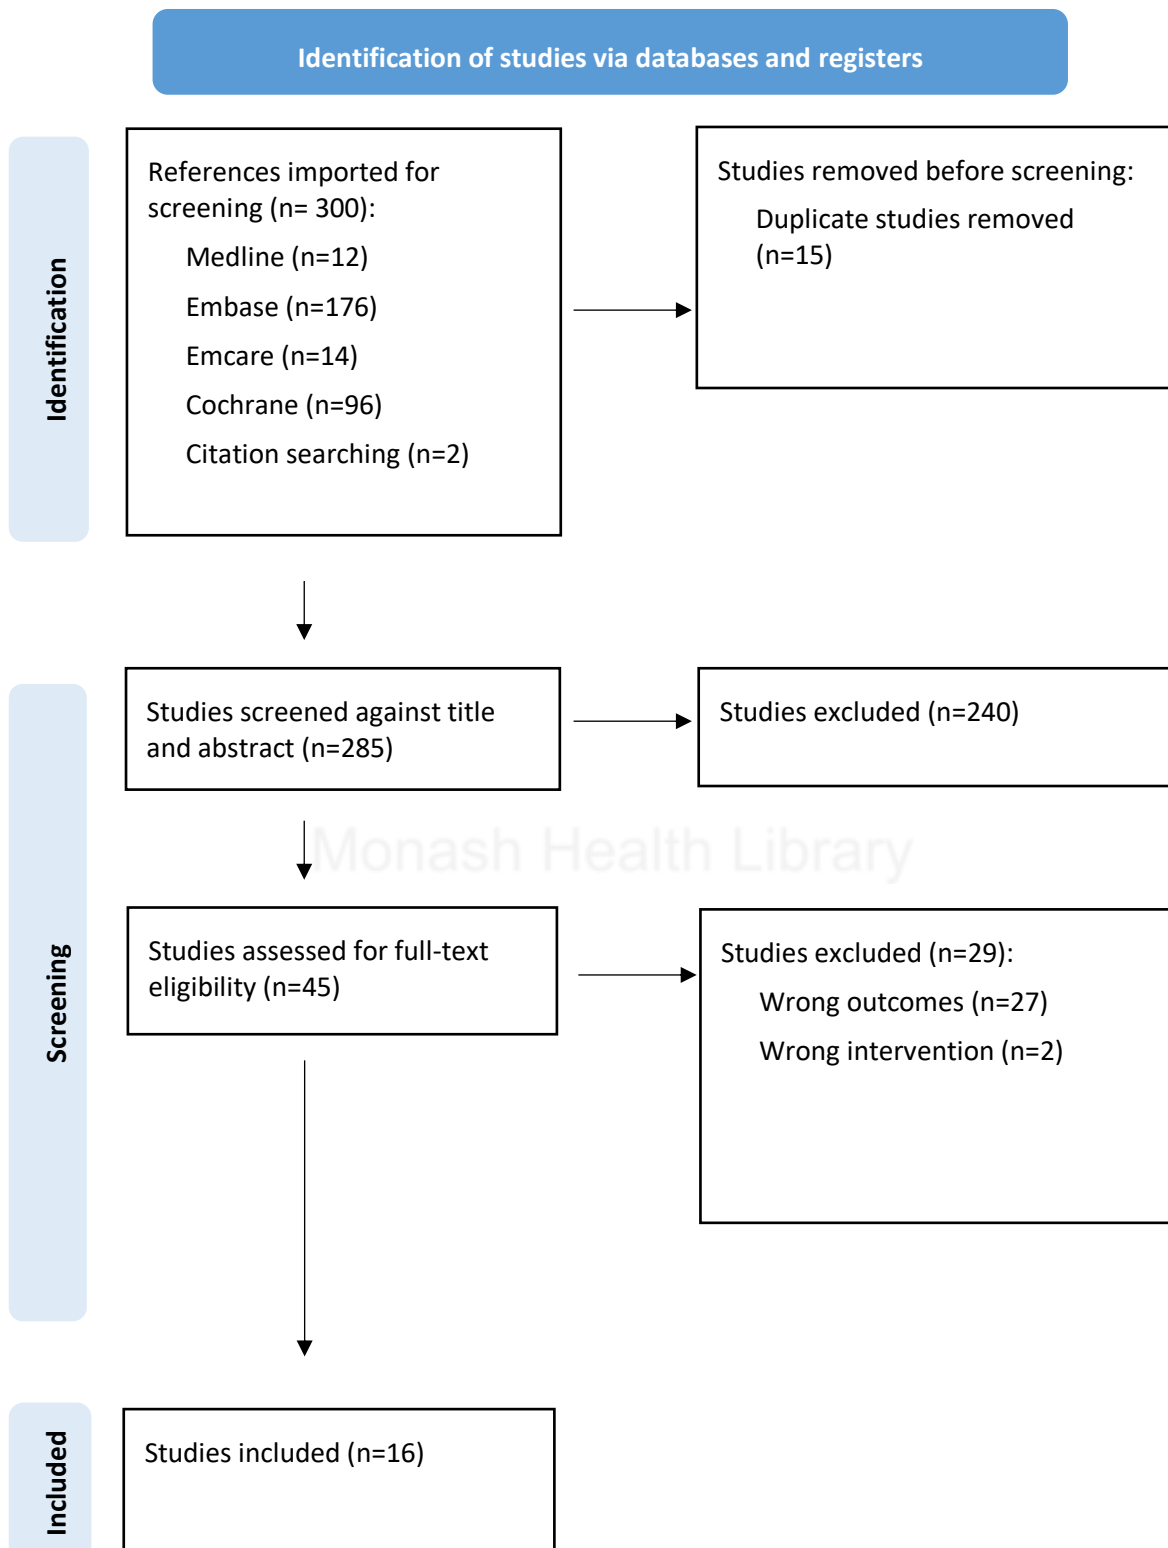 Identification of studies via databases and registers
Identification
References imported for
screening (n= 300):
Medline (n=12)
Embase (n=176)
Emcare (n=14)
Cochrane (n=96)
Citation searching (n=2)
Studies removed before screening:
Duplicate studies removed
(n=15)
Screening
Studies screened against title
and abstract (n=285)
Studies excluded (n=240)
Monash Health Library
Studies assessed for full-text
eligibility (n=45)
Studies excluded (n=29):
Wrong outcomes (n=27)
Wrong intervention (n=2)
Included
Studies included (n=16)